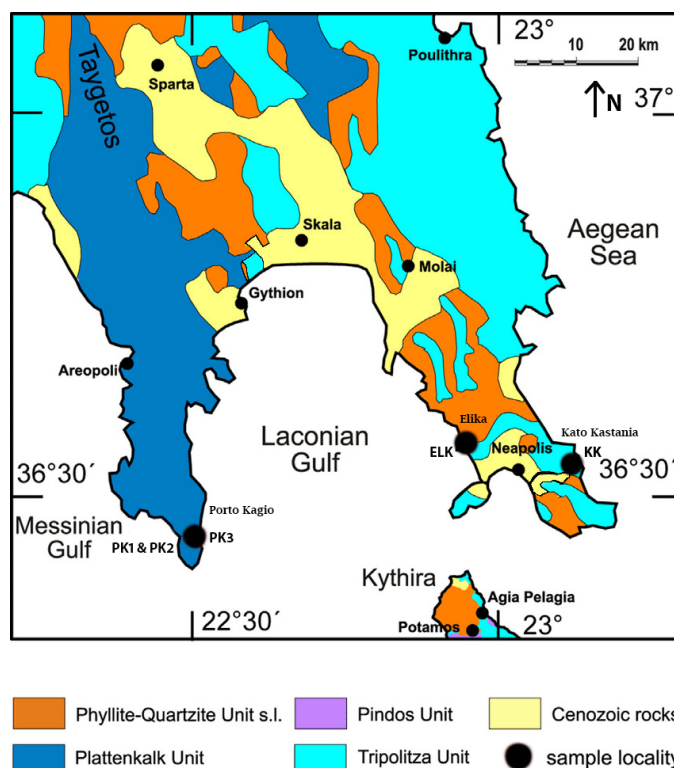 23°
Poulithra
10 20 km
N
37°
Taygetos
Sparta
Skala
Aegean
Sea
Molai
Gythion
Areopoli
Elika
Kato Kastania
Laconian
Gulf
ELK
Neapolis
KK
36°30´
36°30´
Messinian
Gulf
Porto Kagio
PK1 & PK2
PK3
Kythira
Agia Pelagia
Potamos
22°30´
23°
Phyllite-Quartzite Unit s.l.
Pindos Unit
Cenozoic rocks
Plattenkalk Unit
Tripolitza Unit
sample locality